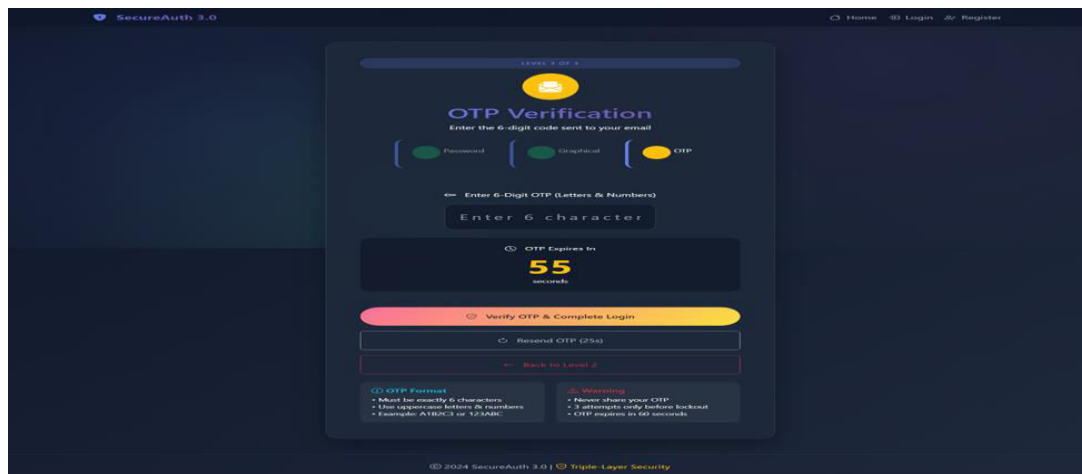 SecureAuth 3.0
Home Login Register
LEVEL 3 OF 3
OTP Verification
Enter the 6-digit code sent to your email
Password Graphical OTP
Enter 6-Digit OTP (Letters & Numbers)
Enter 6 character
OTP Expires In
55
seconds
Verify OTP & Complete Login
Resend OTP (25s)
Back to Level 2
OTP Format
• Must be exactly 6 characters
• Use uppercase letters & numbers
• Example: A1B2C3 or 123ABC
Warning
• Never share your OTP
• 3 attempts only before lockout
• OTP expires in 60 seconds
© 2024 SecureAuth 3.0 | Triple-Layer Security